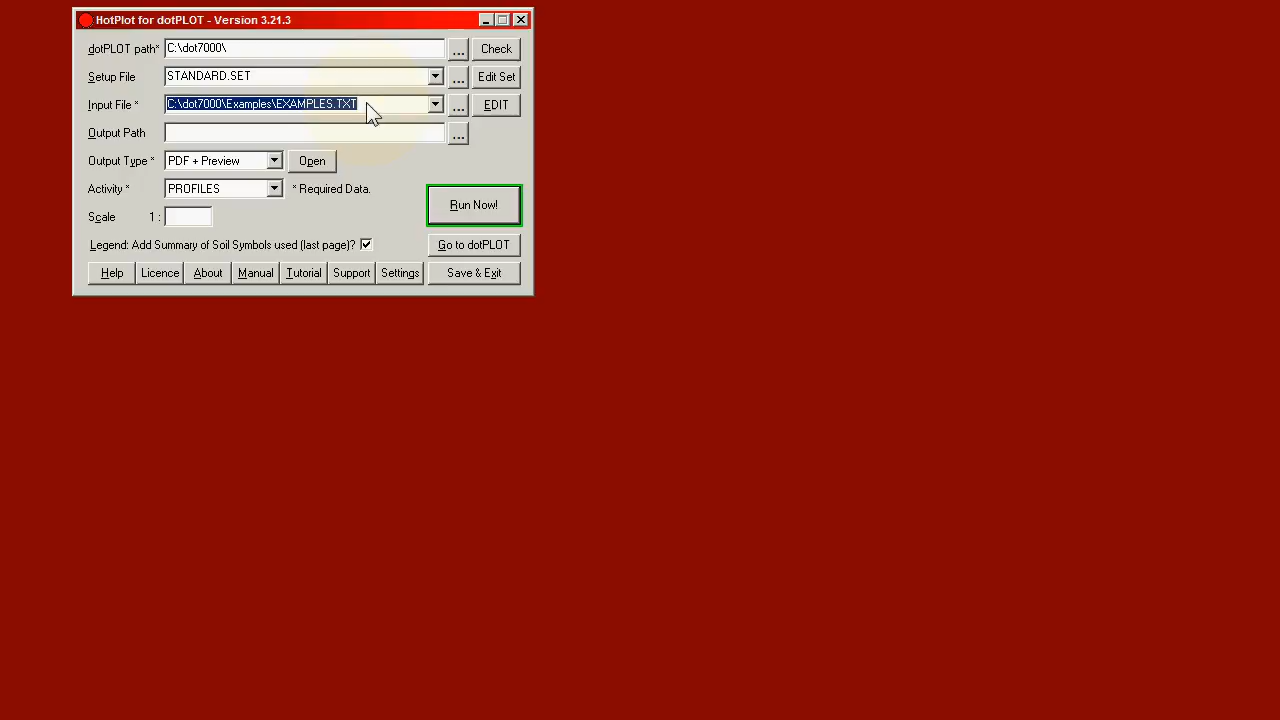 HotPlot for dotPLOT - Version 3.21.3
dotPLOT path* C:\dot7000\ ... Check
Setup File STANDARD.SET ... Edit Set
Input File * C:\dot7000\Examples\EXAMPLES.TXT ... EDIT
Output Path ...
Output Type * PDF + Preview Open
Activity * PROFILES * Required Data.
Run Now!
Scale 1 :
Legend: Add Summary of Soil Symbols used (last page)? Go to dotPLOT
Help Licence About Manual Tutorial Support Settings Save & Exit